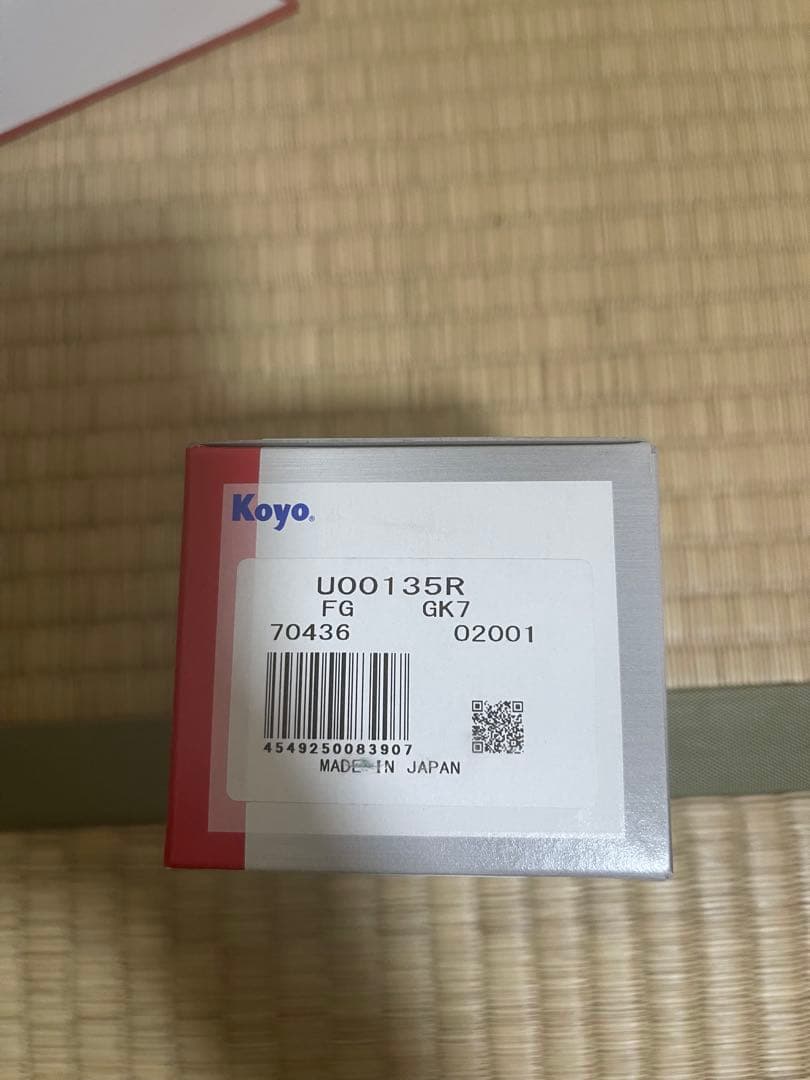 Koyo®
U00135R
FG GK7
70436 02001
4549250083907
MADE IN JAPAN